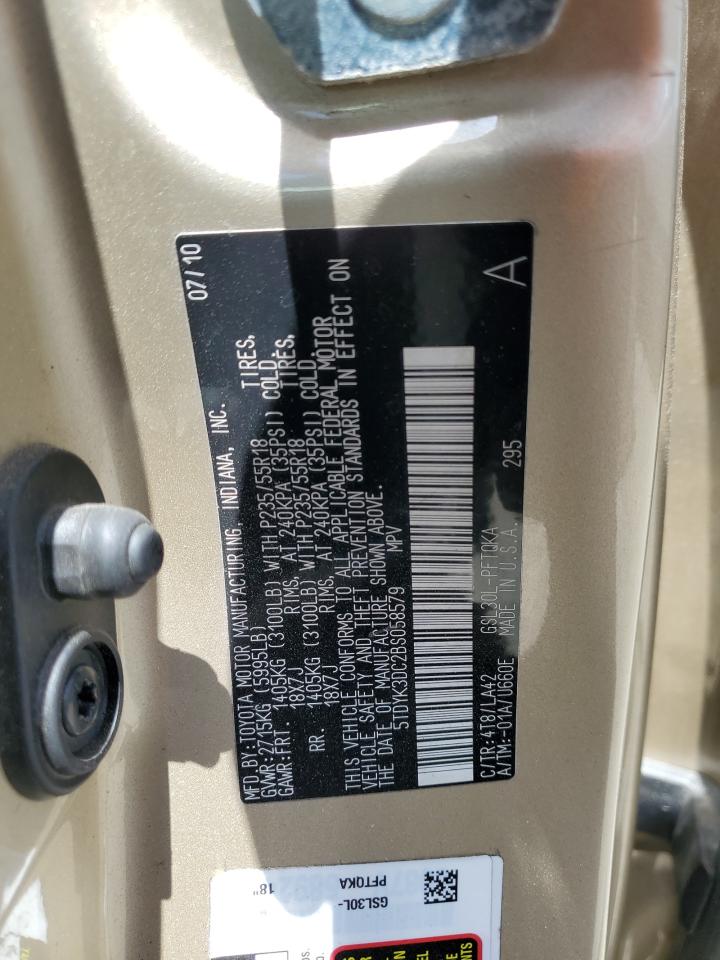 07/10
MFD.BY:TOYOTA MOTOR MANUFACTURING, INDIANA, INC.
GVWR:2715KG (5995LB)
GAWR:FRT. 1405KG (3100LB) WITH P235/55R18 TIRES,
18X7J RIMS, AT 240KPA (35PSI) COLD.
RR. 1405KG (3100LB) WITH P235/55R18 TIRES,
18X7J RIMS, AT 240KPA (35PSI) COLD.
THIS VEHICLE CONFORMS TO ALL APPLICABLE FEDERAL MOTOR
VEHICLE SAFETY AND THEFT PREVENTION STANDARDS IN EFFECT ON
THE DATE OF MANUFACTURE SHOWN ABOVE.
5TDYK3DC2BS058579 MPV
A
C/TR:4T8/LA42 GSL30L-PFTQKA 295
A/TM:-01A/U660E MADE IN U.S.A.
GSL30L-
PFTQKA
18"